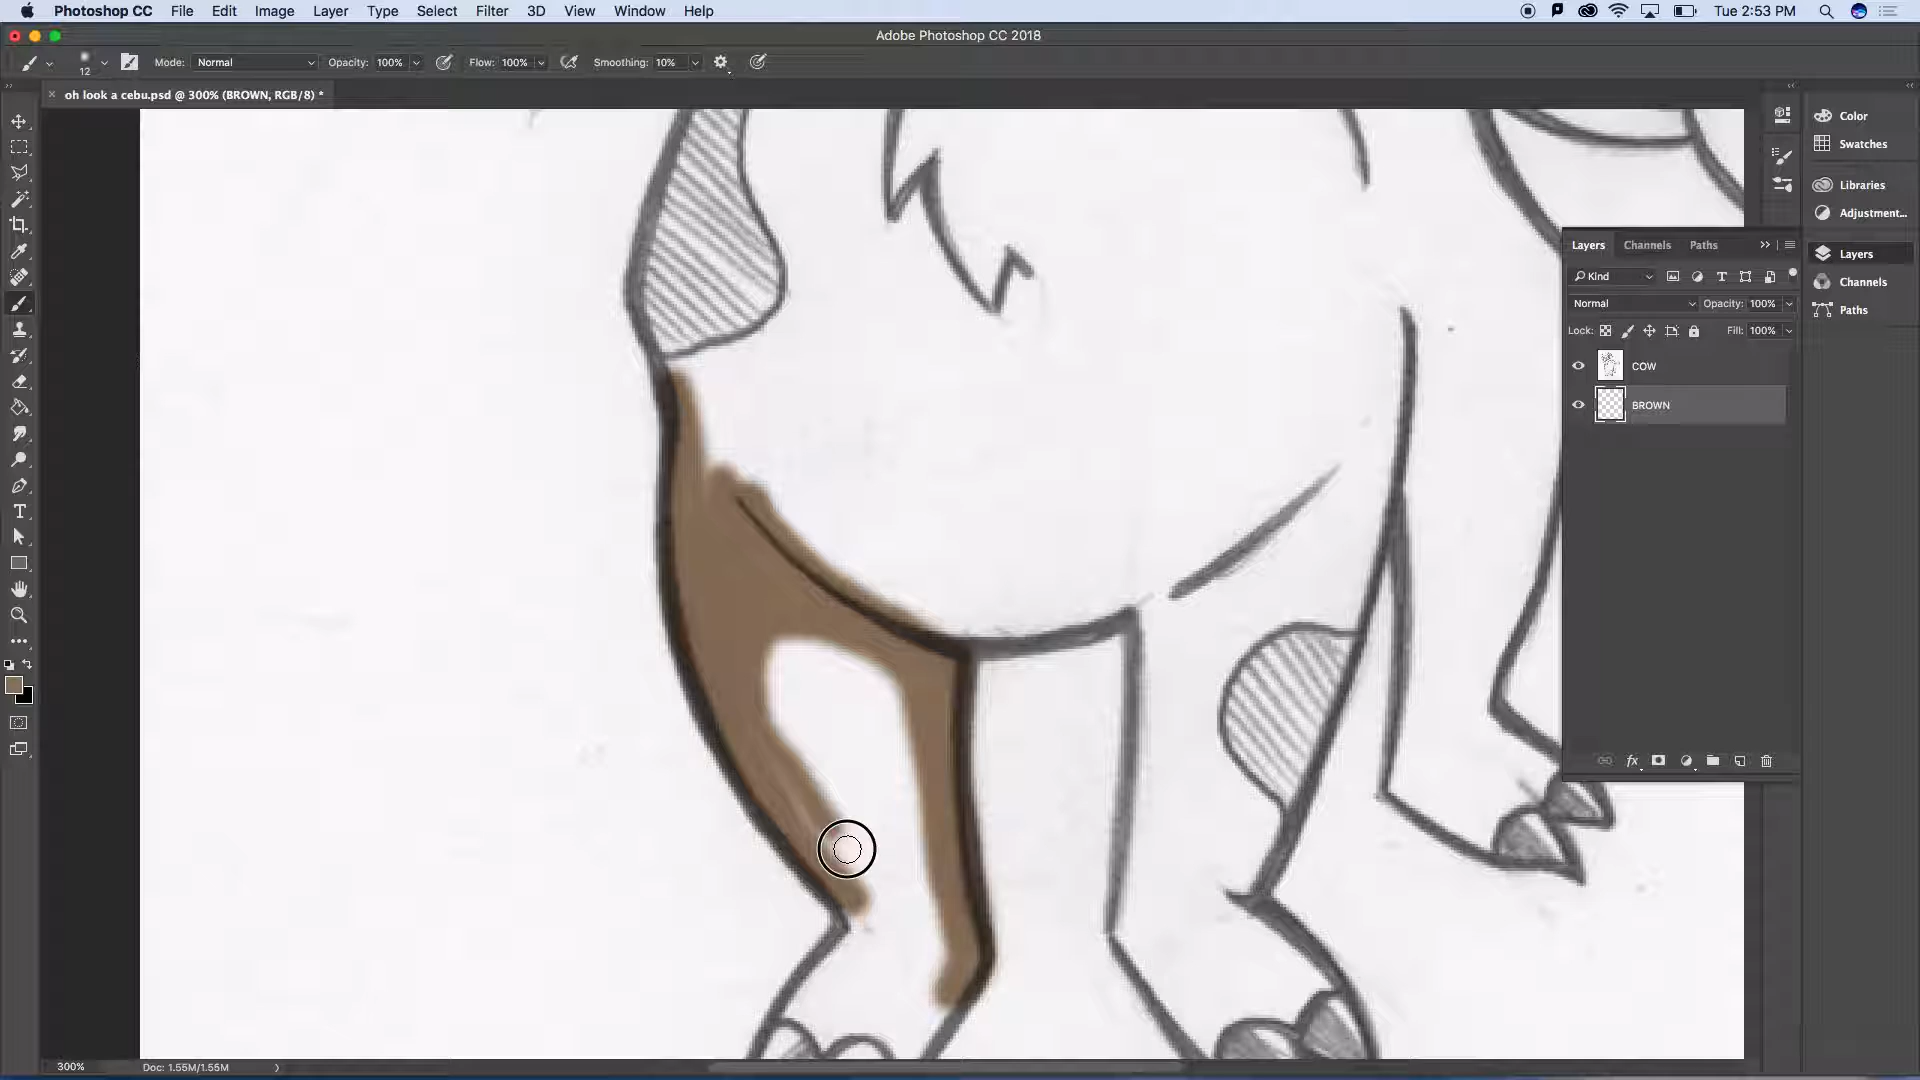 Photoshop CC File Edit Image Layer Type Select Filter 3D View Window Help Tue 2:53 PM
Adobe Photoshop CC 2018
12 Mode: Normal Opacity: 100% Flow: 100% Smoothing: 10%
oh look a cebu.psd @ 300% (BROWN, RGB/8) *
Color
Swatches
Libraries
Adjustment...
Layers
Channels
Paths
Layers Channels Paths
Kind
Normal Opacity: 100%
Lock: Fill: 100%
COW
BROWN
fx
300% Doc: 1.55M/1.55M